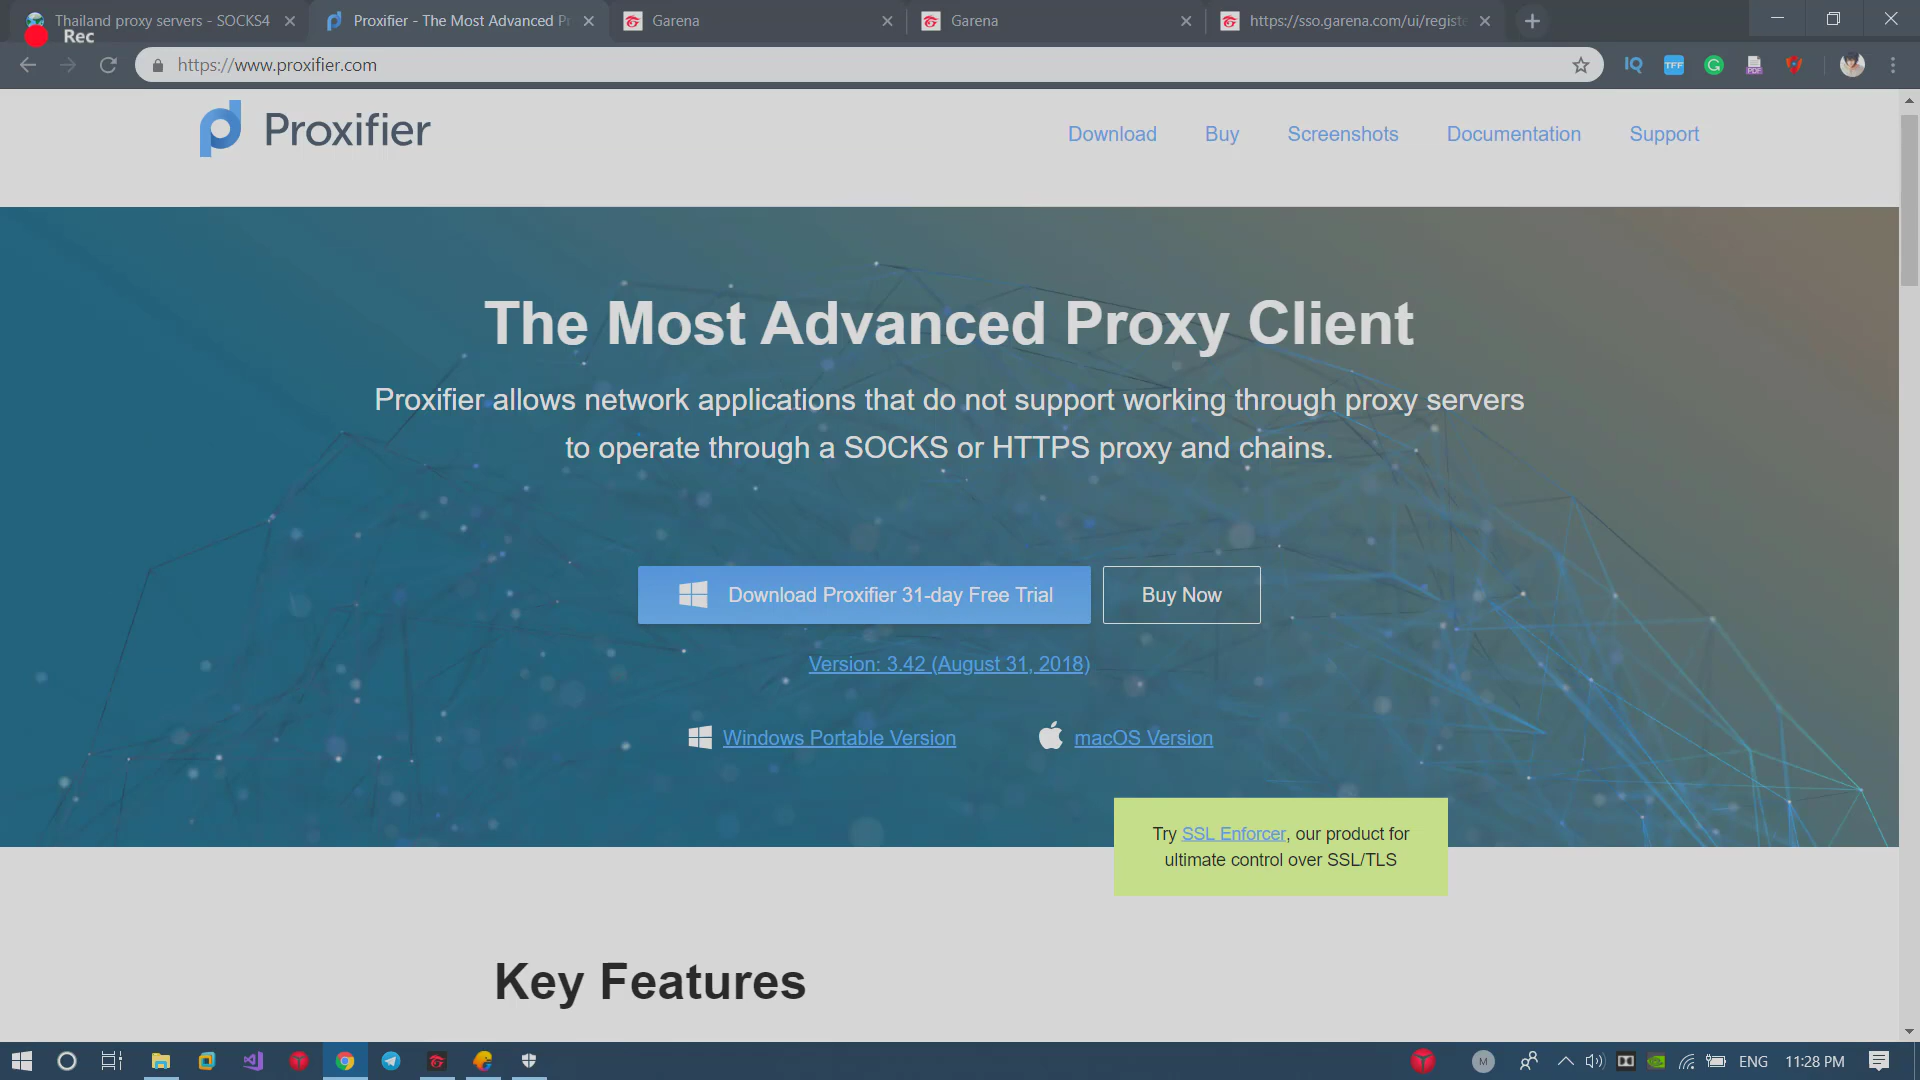 Thailand proxy servers - SOCKS4
Proxifier - The Most Advanced P
Garena
Garena
https://sso.garena.com/ui/registe
Rec
https://www.proxifier.com
IQ
TFF
G
PDF
Proxifier
Download
Buy
Screenshots
Documentation
Support
The Most Advanced Proxy Client
Proxifier allows network applications that do not support working through proxy servers
to operate through a SOCKS or HTTPS proxy and chains.
Download Proxifier 31-day Free Trial
Buy Now
Version: 3.42 (August 31, 2018)
Windows Portable Version
macOS Version
Try SSL Enforcer, our product for
ultimate control over SSL/TLS
Key Features
M
ENG
11:28 PM